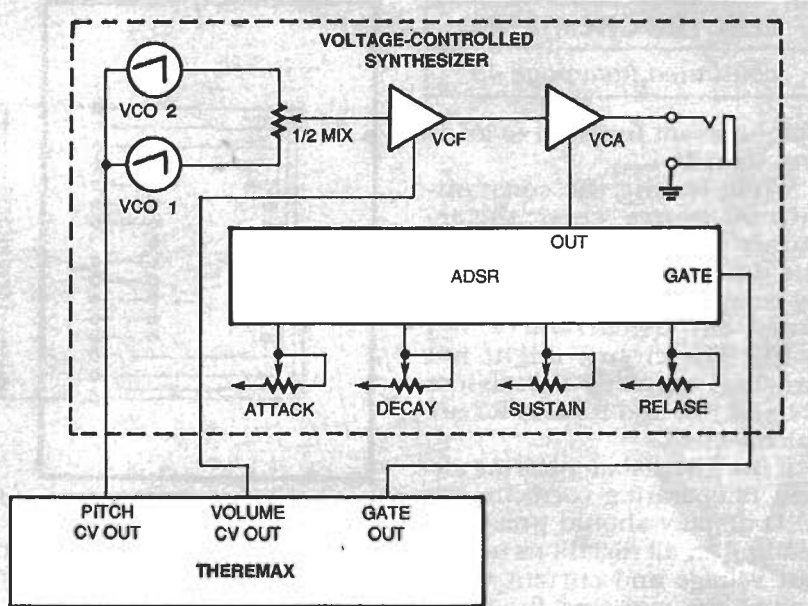 VOLTAGE-CONTROLLED
SYNTHESIZER
VCO 2
1/2 MIX
VCF
VCA
VCO 1
OUT
ADSR
GATE
ATTACK
DECAY
SUSTAIN
RELASE
PITCH
CV OUT
VOLUME
CV OUT
GATE
OUT
THEREMAX